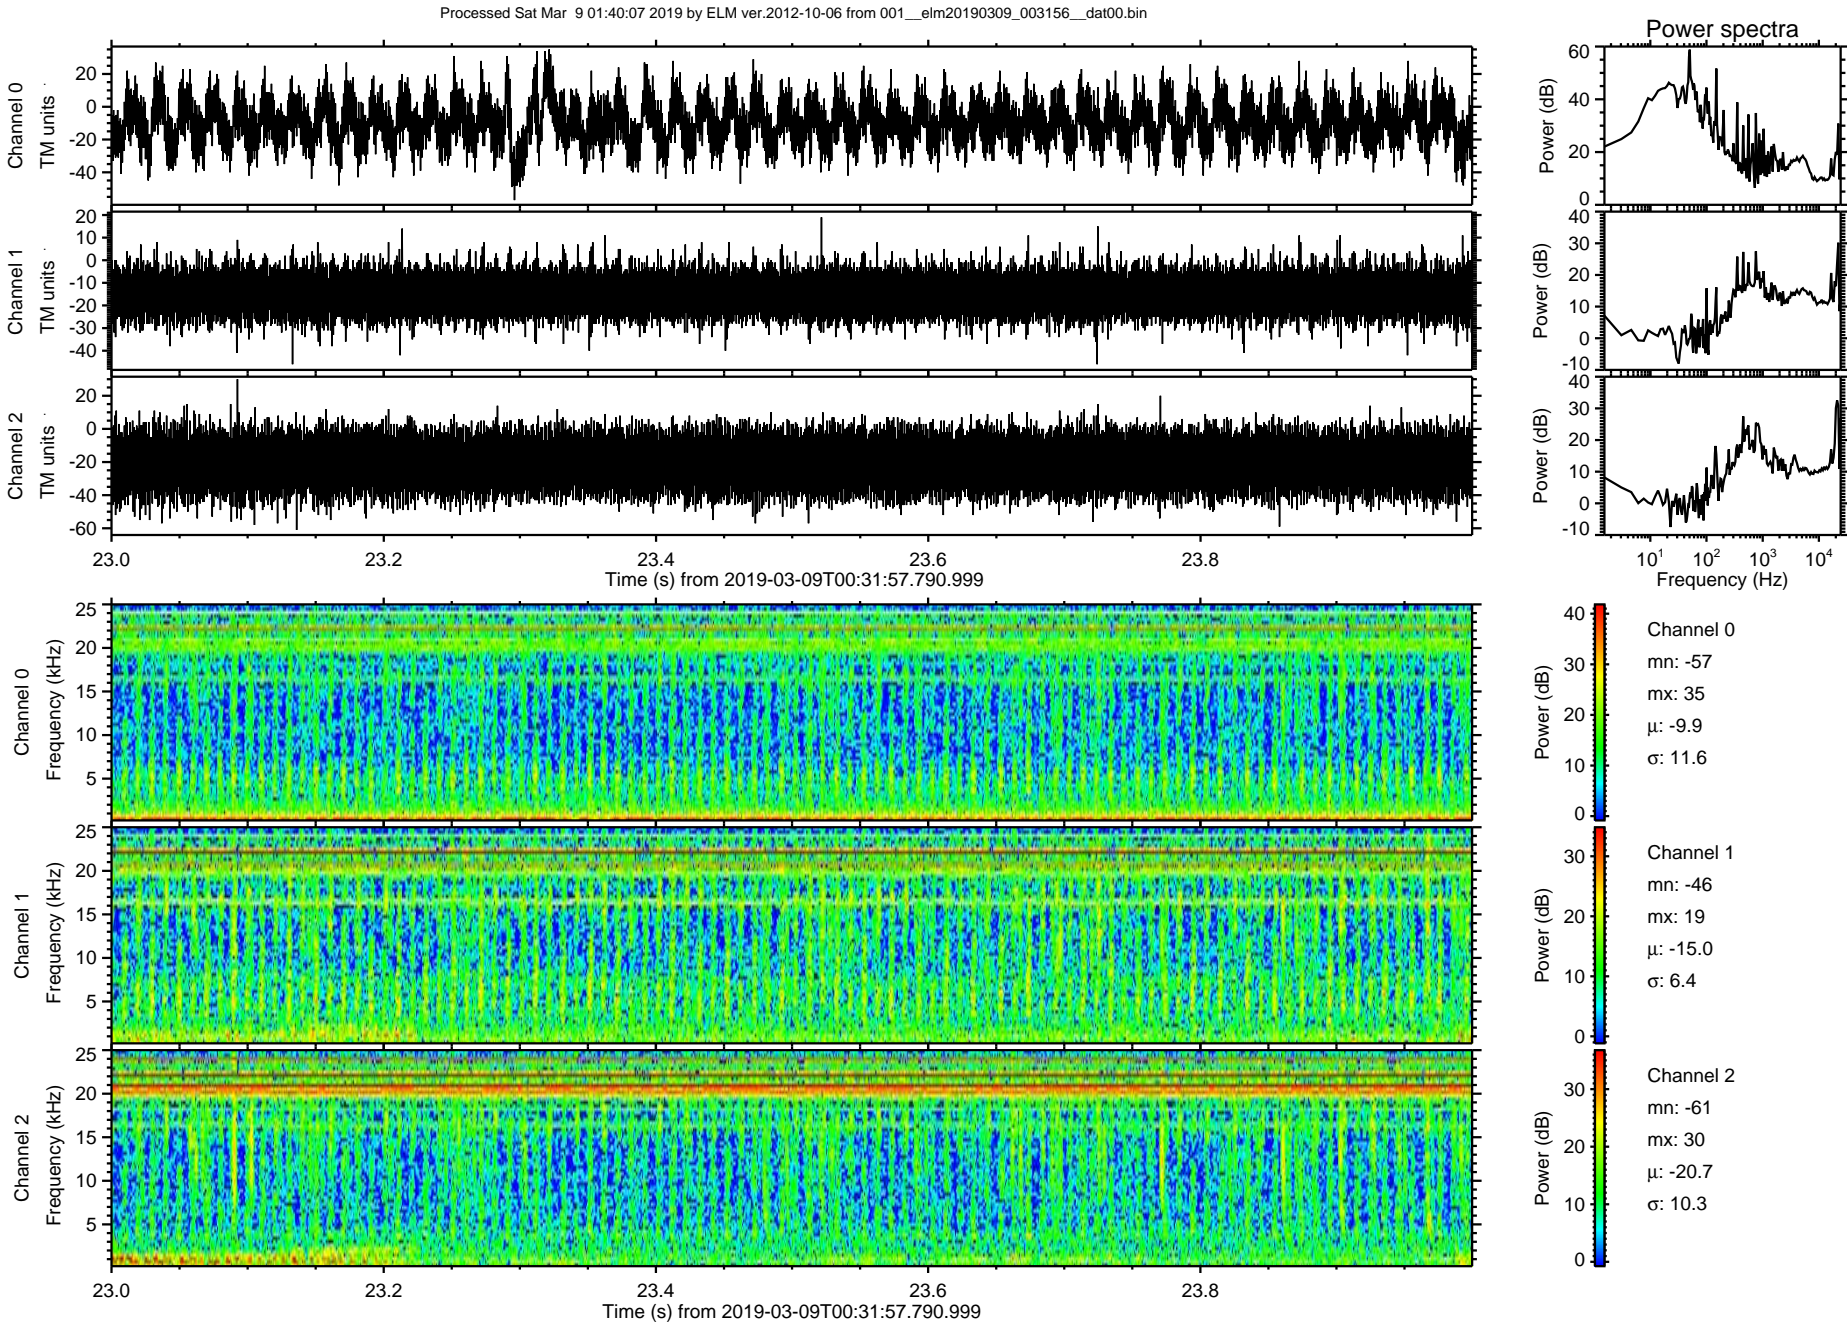 Processed Sat Mar 9 01:40:07 2019 by ELM ver.2012-10-06 from 001__elm20190309_003156__dat00.bin
Power spectra
Channel 0
TM units
20
0
-20
-40
Power (dB)
60
40
20
0
Channel 1
TM units
20
10
0
-10
-20
-30
-40
Power (dB)
40
30
20
10
0
-10
Channel 2
TM units
20
0
-20
-40
-60
Power (dB)
40
30
20
10
0
-10
23.0 23.2 23.4 23.6 23.8
Time (s) from 2019-03-09T00:31:57.790.999
10^1 10^2 10^3 10^4
Frequency (Hz)
Channel 0
Frequency (kHz)
25
20
15
10
5
Power (dB)
40
30
20
10
0
Channel 0
mn: -57
mx: 35
μ: -9.9
σ: 11.6
Channel 1
Frequency (kHz)
25
20
15
10
5
Power (dB)
30
20
10
0
Channel 1
mn: -46
mx: 19
μ: -15.0
σ: 6.4
Channel 2
Frequency (kHz)
25
20
15
10
5
Power (dB)
30
20
10
0
Channel 2
mn: -61
mx: 30
μ: -20.7
σ: 10.3
23.0 23.2 23.4 23.6 23.8
Time (s) from 2019-03-09T00:31:57.790.999